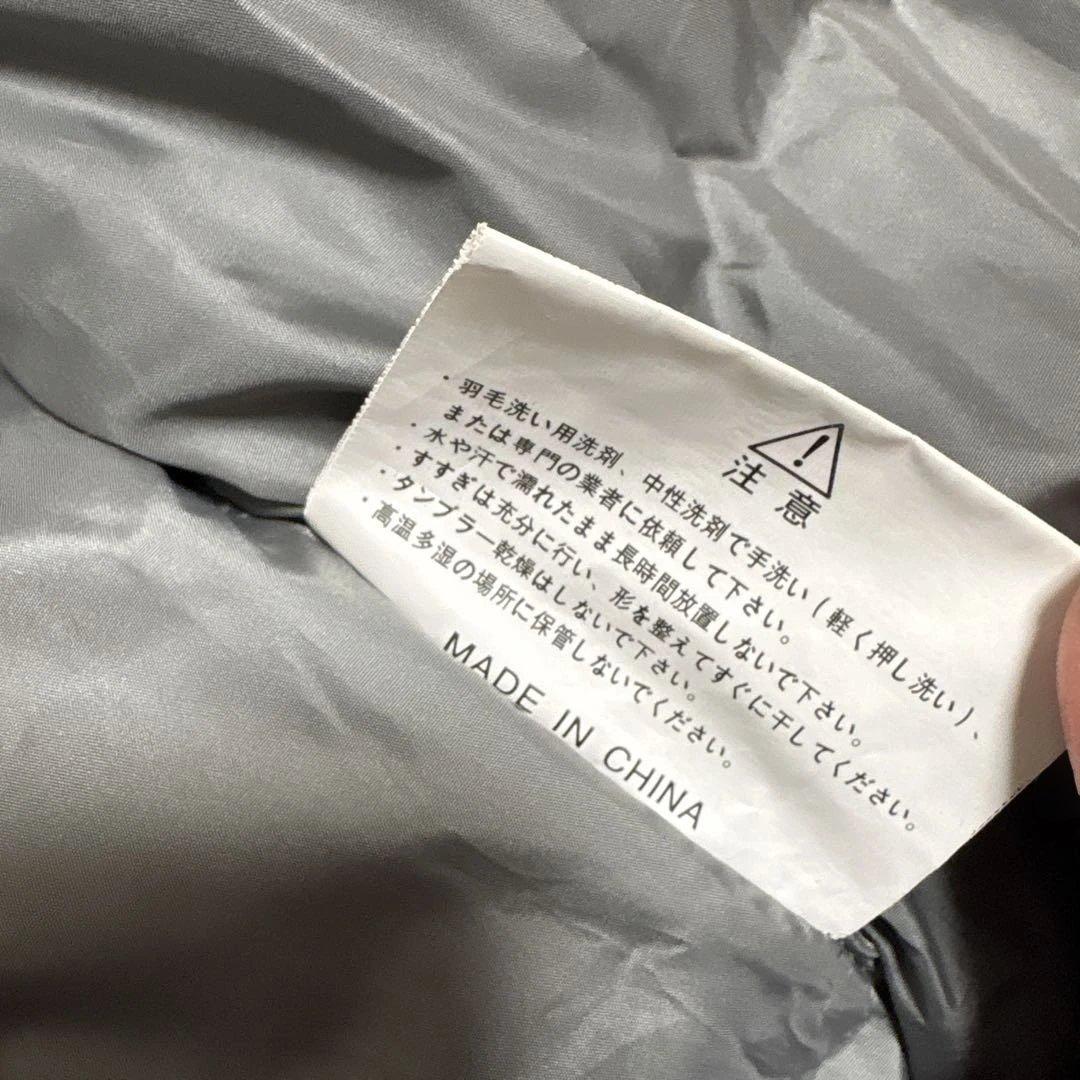 注意
・羽毛洗い用洗剤、中性洗剤で手洗い（軽く押し洗い）、
または専門の業者に依頼して下さい。
・水や汗で濡れたまま長時間放置しないで下さい。
・すすぎは充分に行い、形を整えてすぐに干してください。
・タンブラー乾燥はしないで下さい。
・高温多湿の場所に保管しないでください。
MADE IN CHINA